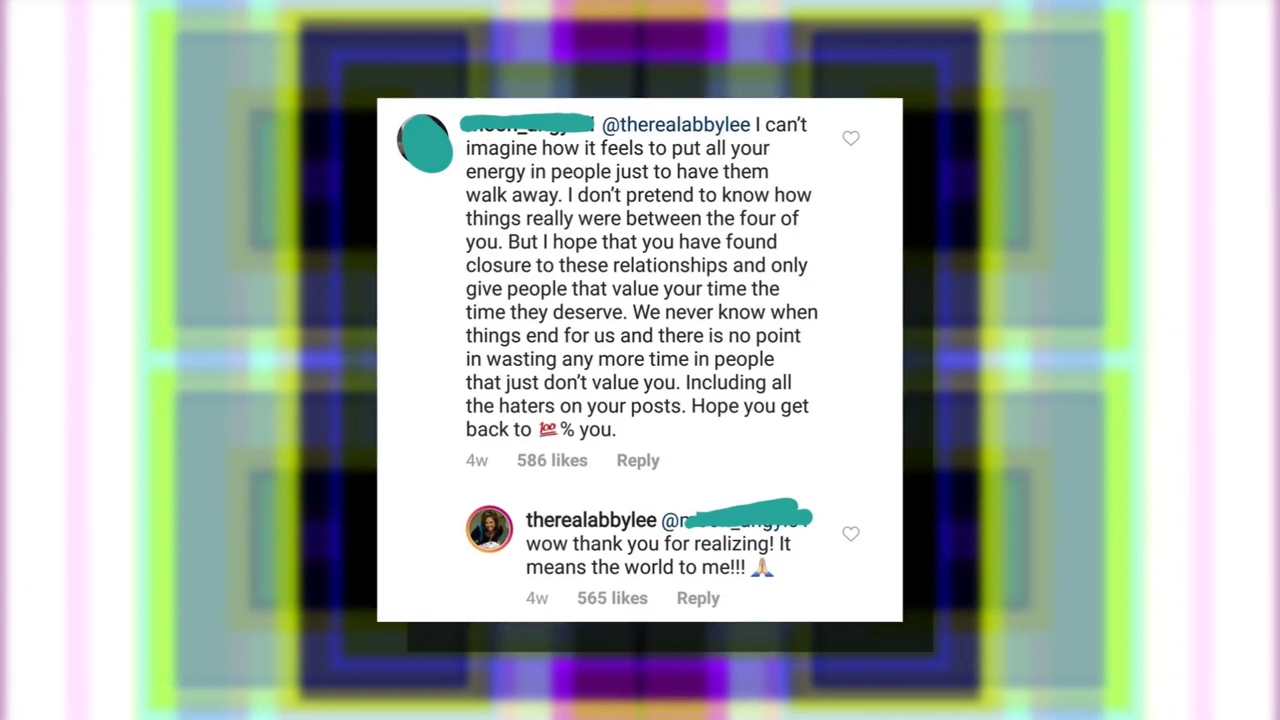 @therealabbylee I can't
imagine how it feels to put all your
energy in people just to have them
walk away. I don't pretend to know how
things really were between the four of
you. But I hope that you have found
closure to these relationships and only
give people that value your time the
time they deserve. We never know when
things end for us and there is no point
in wasting any more time in people
that just don't value you. Including all
the haters on your posts. Hope you get
back to 💯% you.
4w 586 likes Reply
therealabbylee
wow thank you for realizing! It
means the world to me!!! 🙏
4w 565 likes Reply